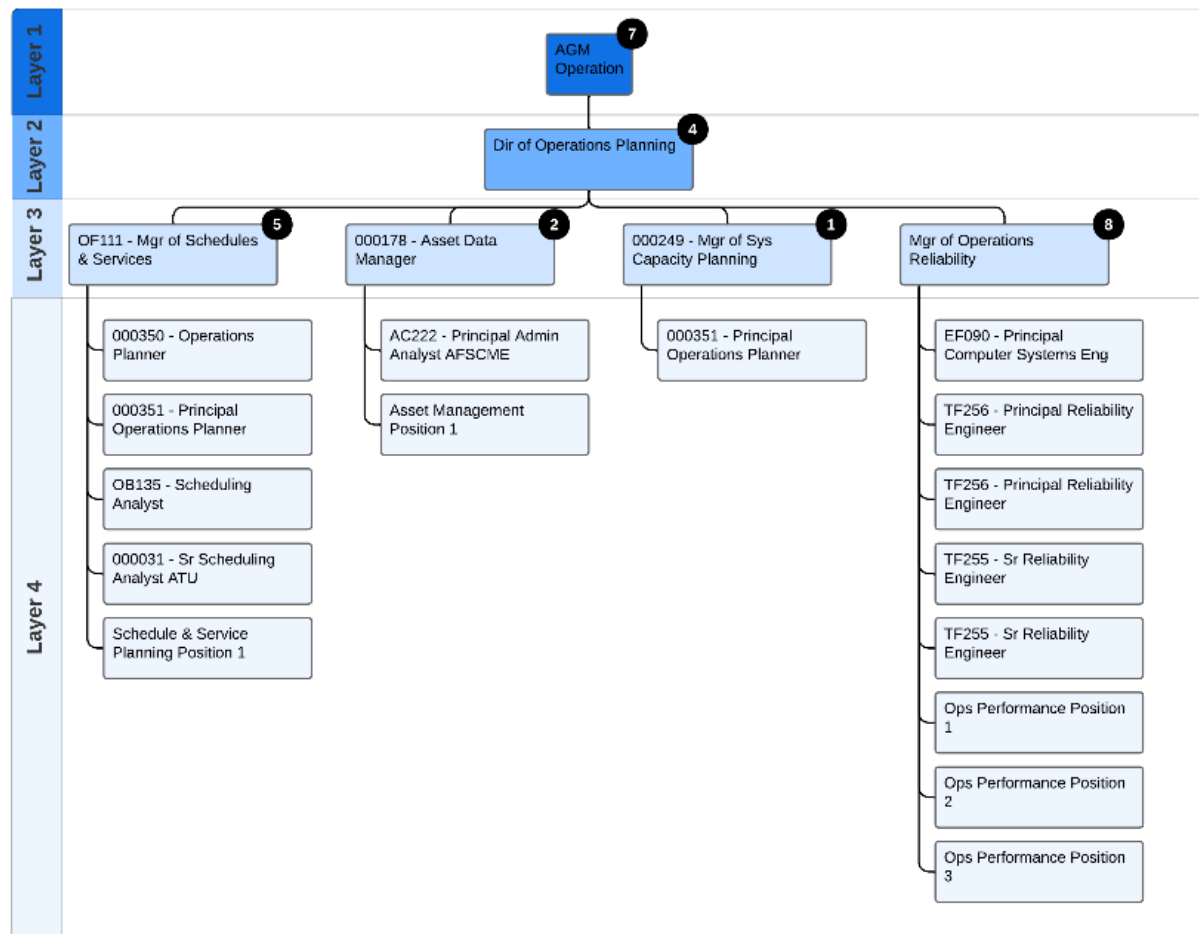 Layer 1
7
AGM
Operation
Layer 2
4
Dir of Operations Planning
Layer 3
5
OF111 - Mgr of Schedules
& Services
2
000178 - Asset Data
Manager
1
000249 - Mgr of Sys
Capacity Planning
8
Mgr of Operations
Reliability
Layer 4
000350 - Operations
Planner
000351 - Principal
Operations Planner
OB135 - Scheduling
Analyst
000031 - Sr Scheduling
Analyst ATU
Schedule & Service
Planning Position 1
AC222 - Principal Admin
Analyst AFSCME
Asset Management
Position 1
000351 - Principal
Operations Planner
EF090 - Principal
Computer Systems Eng
TF256 - Principal Reliability
Engineer
TF256 - Principal Reliability
Engineer
TF255 - Sr Reliability
Engineer
TF255 - Sr Reliability
Engineer
Ops Performance Position
1
Ops Performance Position
2
Ops Performance Position
3